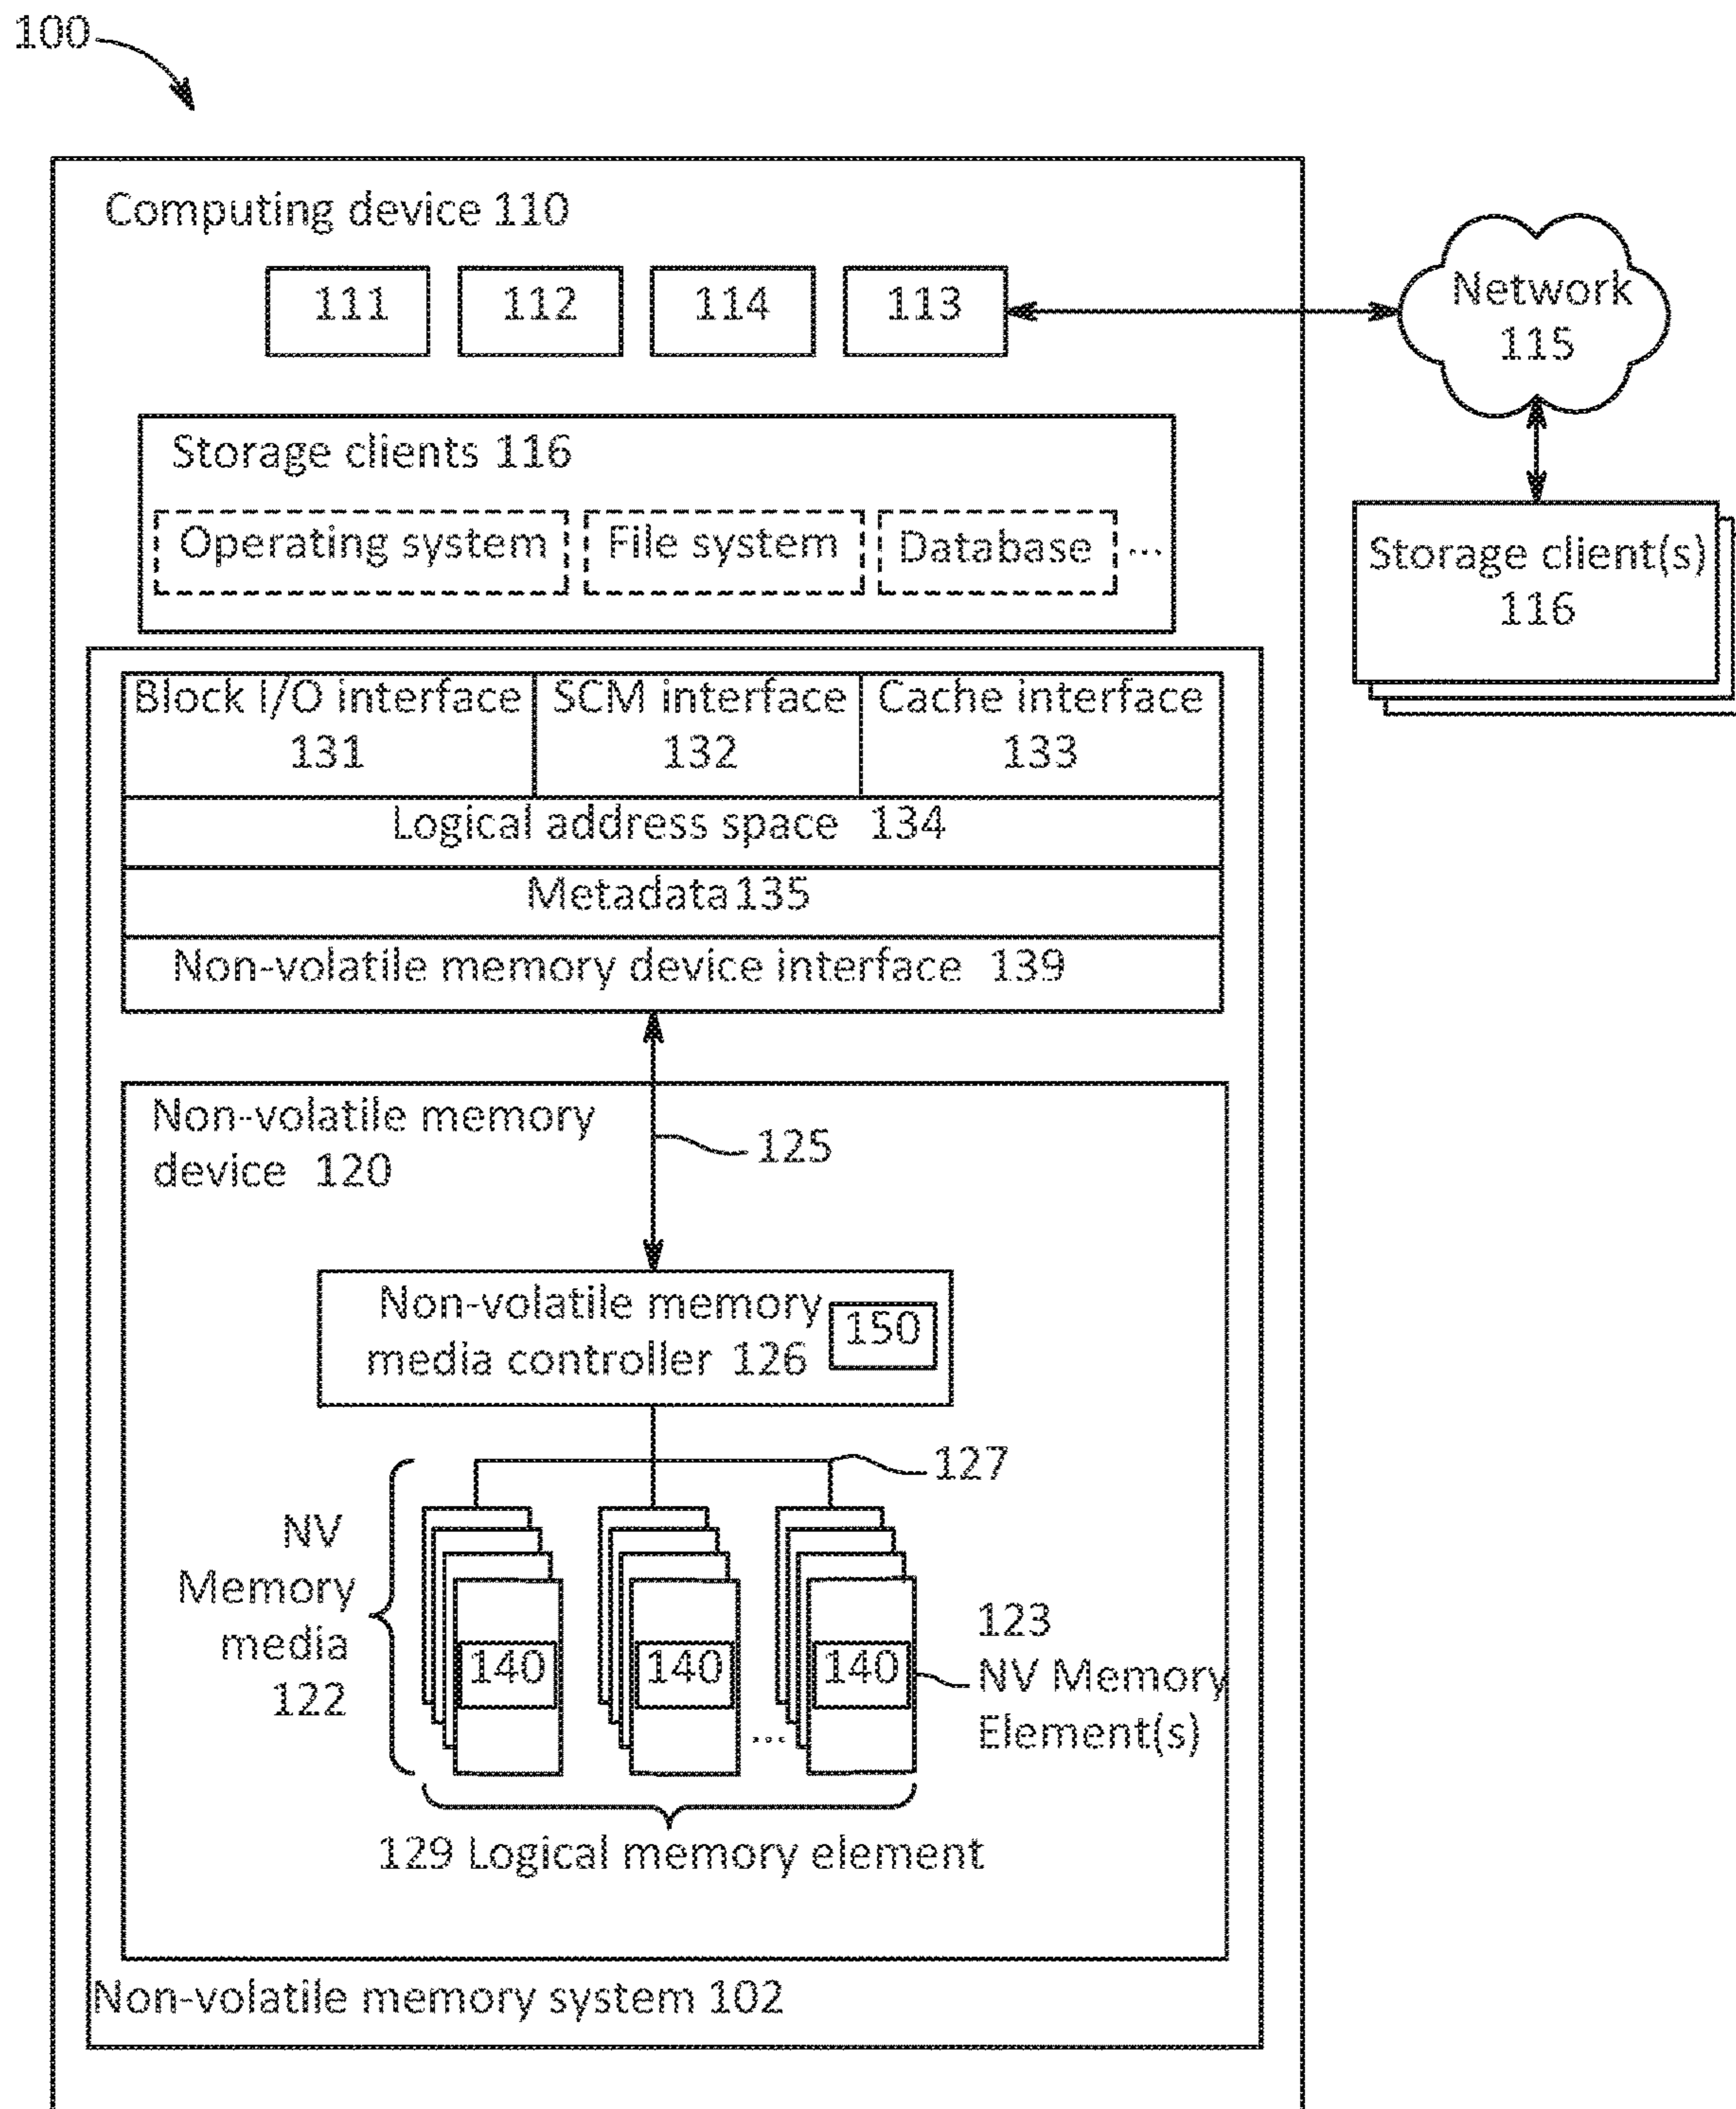 100
Computing device 110
111
112
114
113
Network
115
Storage clients 116
Operating system
File system
Database
...
Storage client(s)
116
Block I/O interface
131
SCM interface
132
Cache interface
133
Logical address space 134
Metadata 135
Non-volatile memory device interface 139
Non-volatile memory
device 120
125
Non-volatile memory
media controller 126
150
127
NV
Memory
media
122
140
140
140
...
123
NV Memory
Element(s)
129 Logical memory element
Non-volatile memory system 102